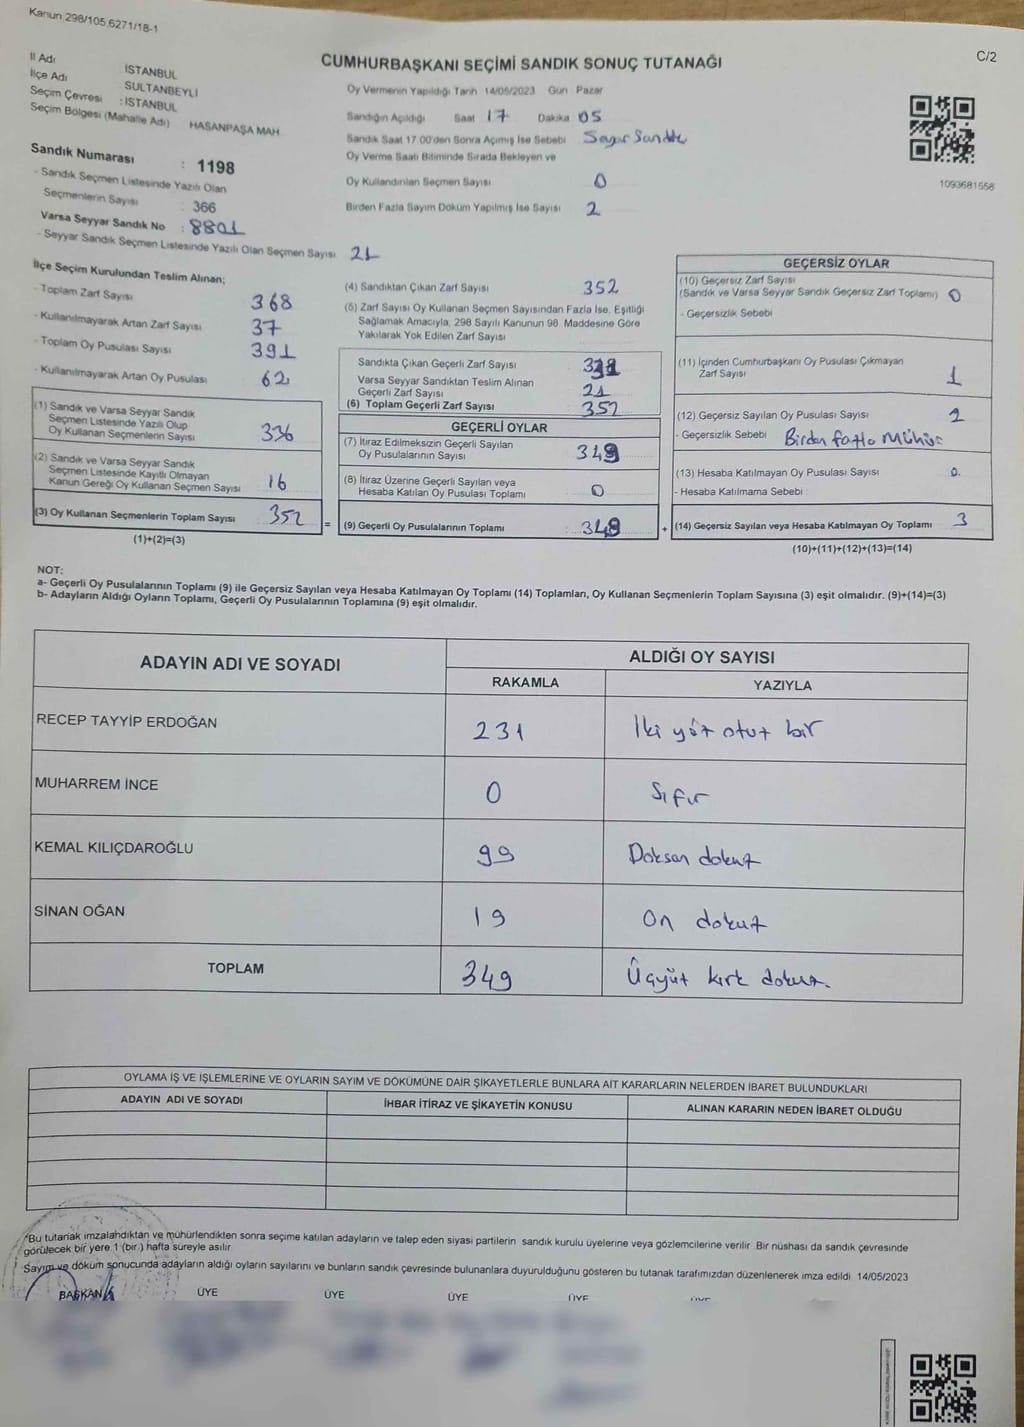 Kanun 298/105,6271/18-1
C/2
CUMHURBAŞKANI SEÇİMİ SANDIK SONUÇ TUTANAĞI
İl Adı İSTANBUL
İlçe Adı SULTANBEYLİ
Seçim Çevresi : İSTANBUL
Seçim Bölgesi (Mahalle Adı) HASANPAŞA MAH
Sandık Numarası : 1198
- Sandık Seçmen Listesinde Yazılı Olan
Seçmenlerin Sayısı : 366
Varsa Seyyar Sandık No : 8801
- Seyyar Sandık Seçmen Listesinde Yazılı Olan Seçmen Sayısı 21
Oy Vermenin Yapıldığı Tarih 14/05/2023 Gün Pazar
Sandığın Açıldığı Saat 17 Dakika 05
Sandık Saat 17.00'den Sonra Açımış İse Sebebi Seyyar Sandık
Oy Verme Saati Bitiminde Sırada Bekleyen ve
Oy Kullandırılan Seçmen Sayısı 0
Birden Fazla Sayım Döküm Yapılmış İse Sayısı 2
1093681558
İlçe Seçim Kurulundan Teslim Alınan;
- Toplam Zarf Sayısı 368
- Kullanılmayarak Artan Zarf Sayısı 37
- Toplam Oy Pusulası Sayısı 391
- Kullanılmayarak Artan Oy Pusulası 62
(1) Sandık ve Varsa Seyyar Sandık
Seçmen Listesinde Yazılı Olup
Oy Kullanan Seçmenlerin Sayısı 336
(2) Sandık ve Varsa Seyyar Sandık
Seçmen Listesinde Kayıtlı Olmayan
Kanun Gereği Oy Kullanan Seçmen Sayısı 16
(3) Oy Kullanan Seçmenlerin Toplam Sayısı 352
(1)+(2)=(3)
(4) Sandıktan Çıkan Zarf Sayısı 352
(5) Zarf Sayısı Oy Kullanan Seçmen Sayısından Fazla İse, Eşitliği
Sağlamak Amacıyla, 298 Sayılı Kanunun 98. Maddesine Göre
Yakılarak Yok Edilen Zarf Sayısı
Sandıkta Çıkan Geçerli Zarf Sayısı
Varsa Seyyar Sandıktan Teslim Alınan
Geçerli Zarf Sayısı 21
(6) Toplam Geçerli Zarf Sayısı 352
GEÇERLİ OYLAR
(7) İtiraz Edilmeksizin Geçerli Sayılan
Oy Pusulalarının Sayısı 349
(8) İtiraz Üzerine Geçerli Sayılan veya
Hesaba Katılan Oy Pusulası Toplamı 0
= (9) Geçerli Oy Pusulalarının Toplamı 349
GEÇERSİZ OYLAR
(10) Geçersiz Zarf Sayısı
(Sandık ve Varsa Seyyar Sandık Geçersiz Zarf Toplamı) 0
- Geçersizlik Sebebi
(11) İçinden Cumhurbaşkanı Oy Pusulası Çıkmayan
Zarf Sayısı 1
(12) Geçersiz Sayılan Oy Pusulası Sayısı 2
- Geçersizlik Sebebi Birden fazla mühür
(13) Hesaba Katılmayan Oy Pusulası Sayısı 0
- Hesaba Katılmama Sebebi :
+ (14) Geçersiz Sayılan veya Hesaba Katılmayan Oy Toplamı 3
(10)+(11)+(12)+(13)=(14)
NOT:
a- Geçerli Oy Pusulalarının Toplamı (9) ile Geçersiz Sayılan veya Hesaba Katılmayan Oy Toplamı (14) Toplamları, Oy Kullanan Seçmenlerin Toplam Sayısına (3) eşit olmalıdır. (9)+(14)=(3)
b- Adayların Aldığı Oyların Toplamı, Geçerli Oy Pusulalarının Toplamına (9) eşit olmalıdır.
ADAYIN ADI VE SOYADI ALDIĞI OY SAYISI
RAKAMLA YAZIYLA
RECEP TAYYİP ERDOĞAN 231 İki yüz otuz bir
MUHARREM İNCE 0 Sıfır
KEMAL KILIÇDAROĞLU 99 Doksan dokuz
SİNAN OĞAN 19 On dokuz
TOPLAM 349 Üçyüz kırk dokuz.
OYLAMA İŞ VE İŞLEMLERİNE VE OYLARIN SAYIM VE DÖKÜMÜNE DAİR ŞİKAYETLERLE BUNLARA AİT KARARLARIN NELERDEN İBARET BULUNDUKLARI
ADAYIN ADI VE SOYADI İHBAR İTİRAZ VE ŞİKAYETİN KONUSU ALINAN KARARIN NEDEN İBARET OLDUĞU
*Bu tutanak imzalandıktan ve mühürlendikten sonra seçime katılan adayların ve talep eden siyasi partilerin sandık kurulu üyelerine veya gözlemcilerine verilir. Bir nüshası da sandık çevresinde
görülecek bir yere 1 (bir) hafta süreyle asılır.
Sayım ve döküm sonucunda adayların aldığı oyların sayılarını ve bunların sandık çevresinde bulunanlara duyurulduğunu gösteren bu tutanak tarafımızdan düzenlenerek imza edildi. 14/05/2023
BAŞKAN ÜYE ÜYE ÜYE ÜYE